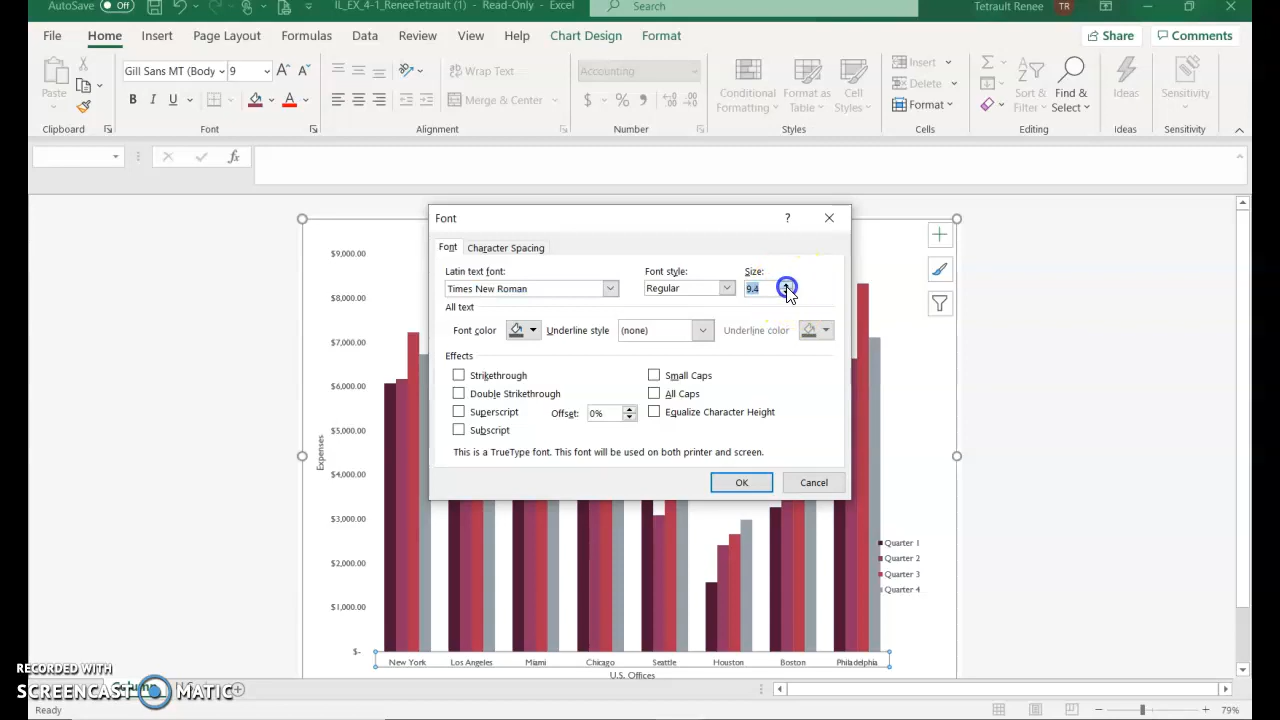 AutoSave Off IL_EX_4-1_ReneeTetrault (1) - Read-Only - Excel Search Tetrault Renee TR
File Home Insert Page Layout Formulas Data Review View Help Chart Design Format Share Comments
Paste Gill Sans MT (Body 9 Wrap Text Accounting Conditional Formatting Format as Table Cell Styles Insert Sort & Filter Find & Select Ideas Sensitivity
B I U Merge & Center $ % Delete
Format
Clipboard Font Alignment Number Styles Cells Editing Ideas Sensitivity
fx
Font ?
Font Character Spacing
Latin text font: Font style: Size:
Times New Roman Regular 9.4
All text
Font color Underline style (none) Underline color
Effects
Strikethrough Small Caps
Double Strikethrough All Caps
Superscript Offset: 0% Equalize Character Height
Subscript
This is a TrueType font. This font will be used on both printer and screen.
OK Cancel
$9,000.00
$8,000.00
$7,000.00
$6,000.00
$5,000.00
$4,000.00
$3,000.00
$2,000.00
$1,000.00
$-
Expenses
Quarter 1
Quarter 2
Quarter 3
Quarter 4
New York Los Angeles Miami Chicago Seattle Houston Boston Philadelphia
U.S. Offices
RECORDED WITH
SCREENCAST MATIC
Ready 79%